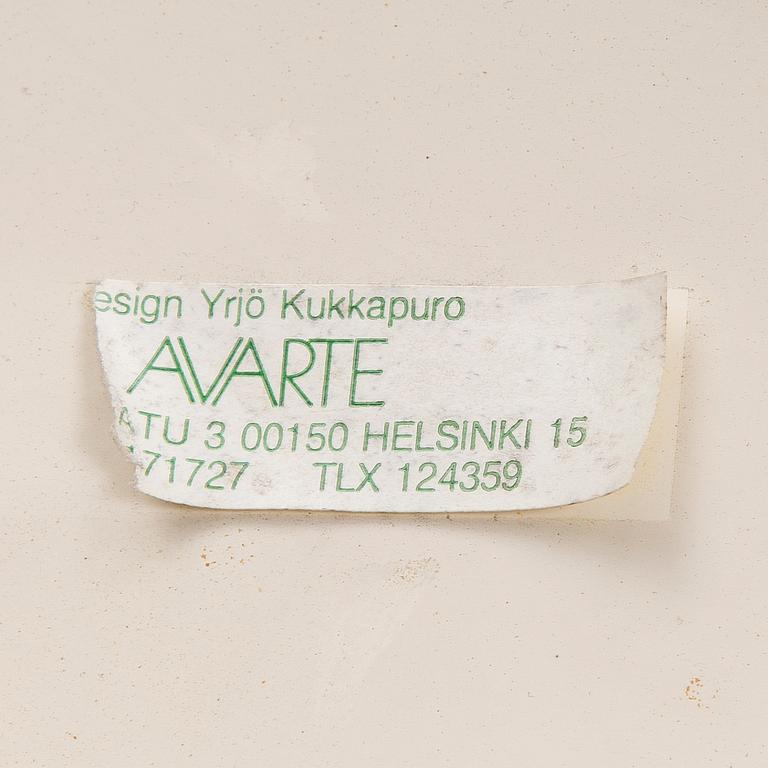 esign Yrjö Kukkapuro
AVARTE
ATU 3 00150 HELSINKI 15
71727 TLX 124359